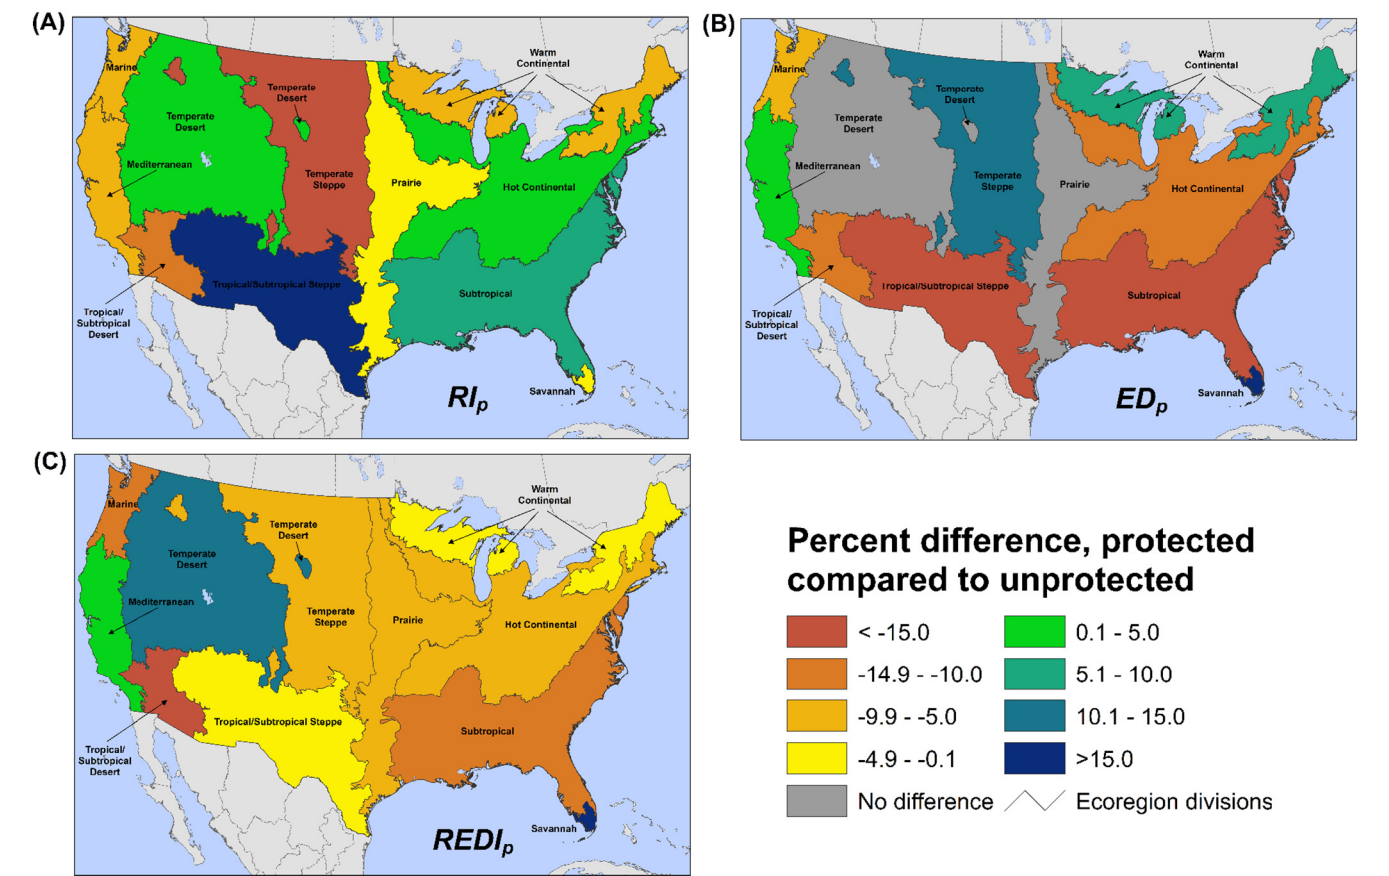 (A)
Marine
Warm
Continental
Temperate
Desert
Temperate
Desert
Mediterranean
Temperate
Steppe
Prairie
Hot Continental
Tropical/Subtropical Steppe
Subtropical
Tropical/
Subtropical
Desert
Savannah
RIp
(B)
Marine
Warm
Continental
Temperate
Desert
Temperate
Desert
Mediterranean
Temperate
Steppe
Prairie
Hot Continental
Tropical/Subtropical Steppe
Subtropical
Tropical/
Subtropical
Desert
Savannah
EDp
(C)
Marine
Warm
Continental
Temperate
Desert
Temperate
Desert
Mediterranean
Temperate
Steppe
Prairie
Hot Continental
Tropical/Subtropical Steppe
Subtropical
Tropical/
Subtropical
Desert
Savannah
REDIp
Percent difference, protected
compared to unprotected
< -15.0
-14.9 - -10.0
-9.9 - -5.0
-4.9 - -0.1
No difference
0.1 - 5.0
5.1 - 10.0
10.1 - 15.0
>15.0
Ecoregion divisions